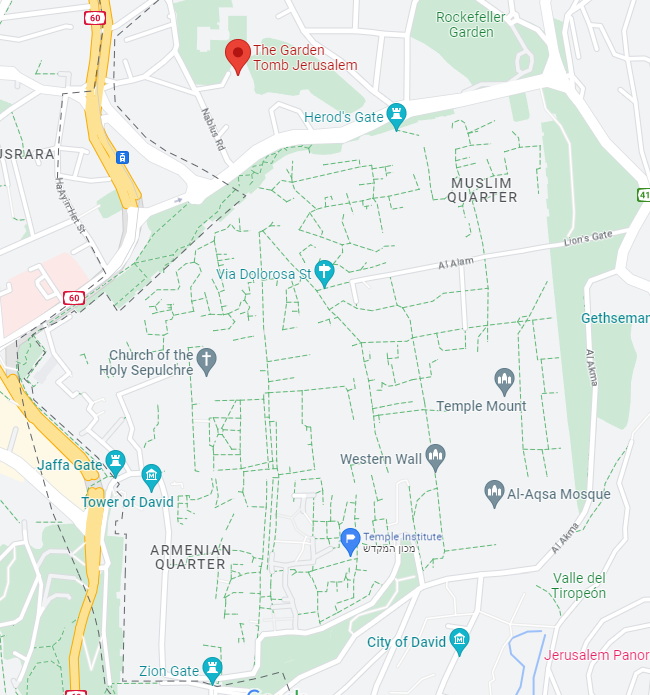 60
The Garden
Tomb Jerusalem
Rockefeller
Garden
Herod's Gate
Nablus Rd
USRARA
MUSLIM
QUARTER
41
HaAyin Het St
Lion's Gate
Al Alam
Via Dolorosa St
60
Gethseman
Church of the
Holy Sepulchre
Al Akma
Temple Mount
Western Wall
Jaffa Gate
Tower of David
Al-Aqsa Mosque
Temple Institute
מכון המקדש
Al Akma
ARMENIAN
QUARTER
Valle del
Tiropeón
City of David
Jerusalem Panor
Zion Gate